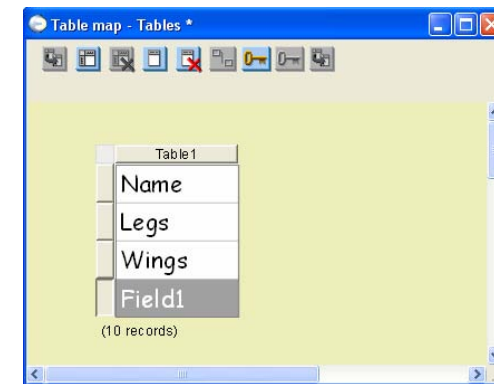 Table map - Tables *
Table1
Name
Legs
Wings
Field1
(10 records)